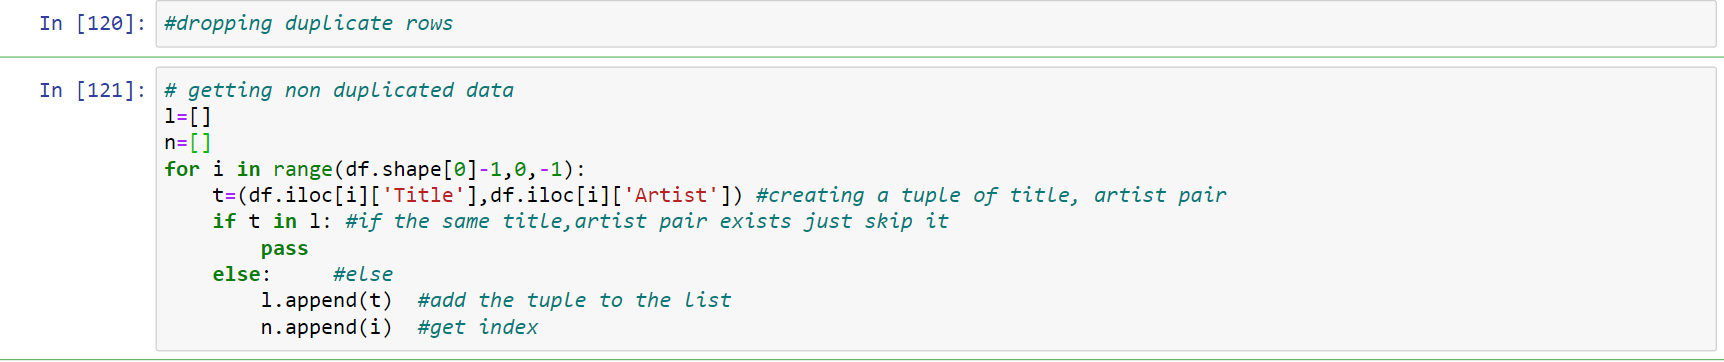 In [120]: #dropping duplicate rows
In [121]: # getting non duplicated data
l=[]
n=[]
for i in range(df.shape[0]-1,0,-1):
    t=(df.iloc[i]['Title'],df.iloc[i]['Artist']) #creating a tuple of title, artist pair
    if t in l: #if the same title,artist pair exists just skip it
        pass
    else:     #else
        l.append(t)  #add the tuple to the list
        n.append(i)  #get index